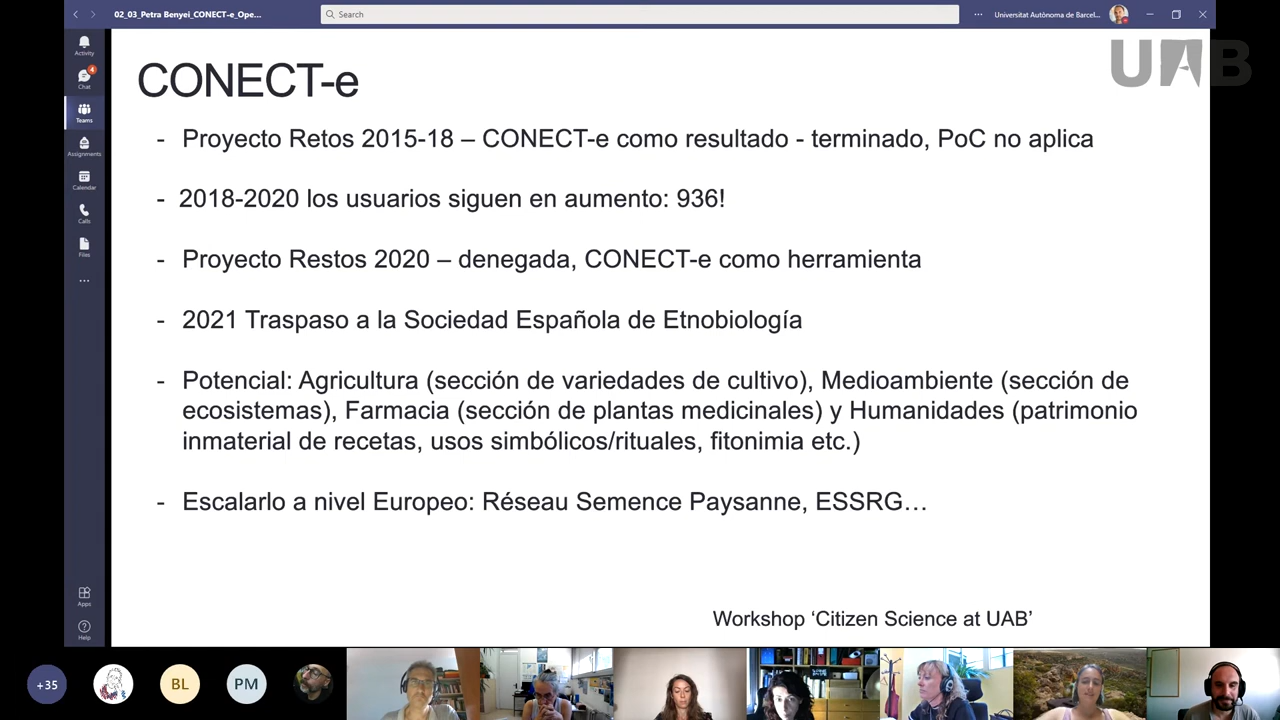 02_03_Petra Benyei_CONECT-e_Ope...
Search
Universitat Autònoma de Barcel...
UAB
Activity
4
Chat
Teams
Assignments
Calendar
Calls
Files
Apps
Help
CONECT-e
- Proyecto Retos 2015-18 – CONECT-e como resultado - terminado, PoC no aplica
- 2018-2020 los usuarios siguen en aumento: 936!
- Proyecto Restos 2020 – denegada, CONECT-e como herramienta
- 2021 Traspaso a la Sociedad Española de Etnobiología
- Potencial: Agricultura (sección de variedades de cultivo), Medioambiente (sección de
ecosistemas), Farmacia (sección de plantas medicinales) y Humanidades (patrimonio
inmaterial de recetas, usos simbólicos/rituales, fitonimia etc.)
- Escalarlo a nivel Europeo: Réseau Semence Paysanne, ESSRG…
Workshop ‘Citizen Science at UAB’
+35
BL
PM